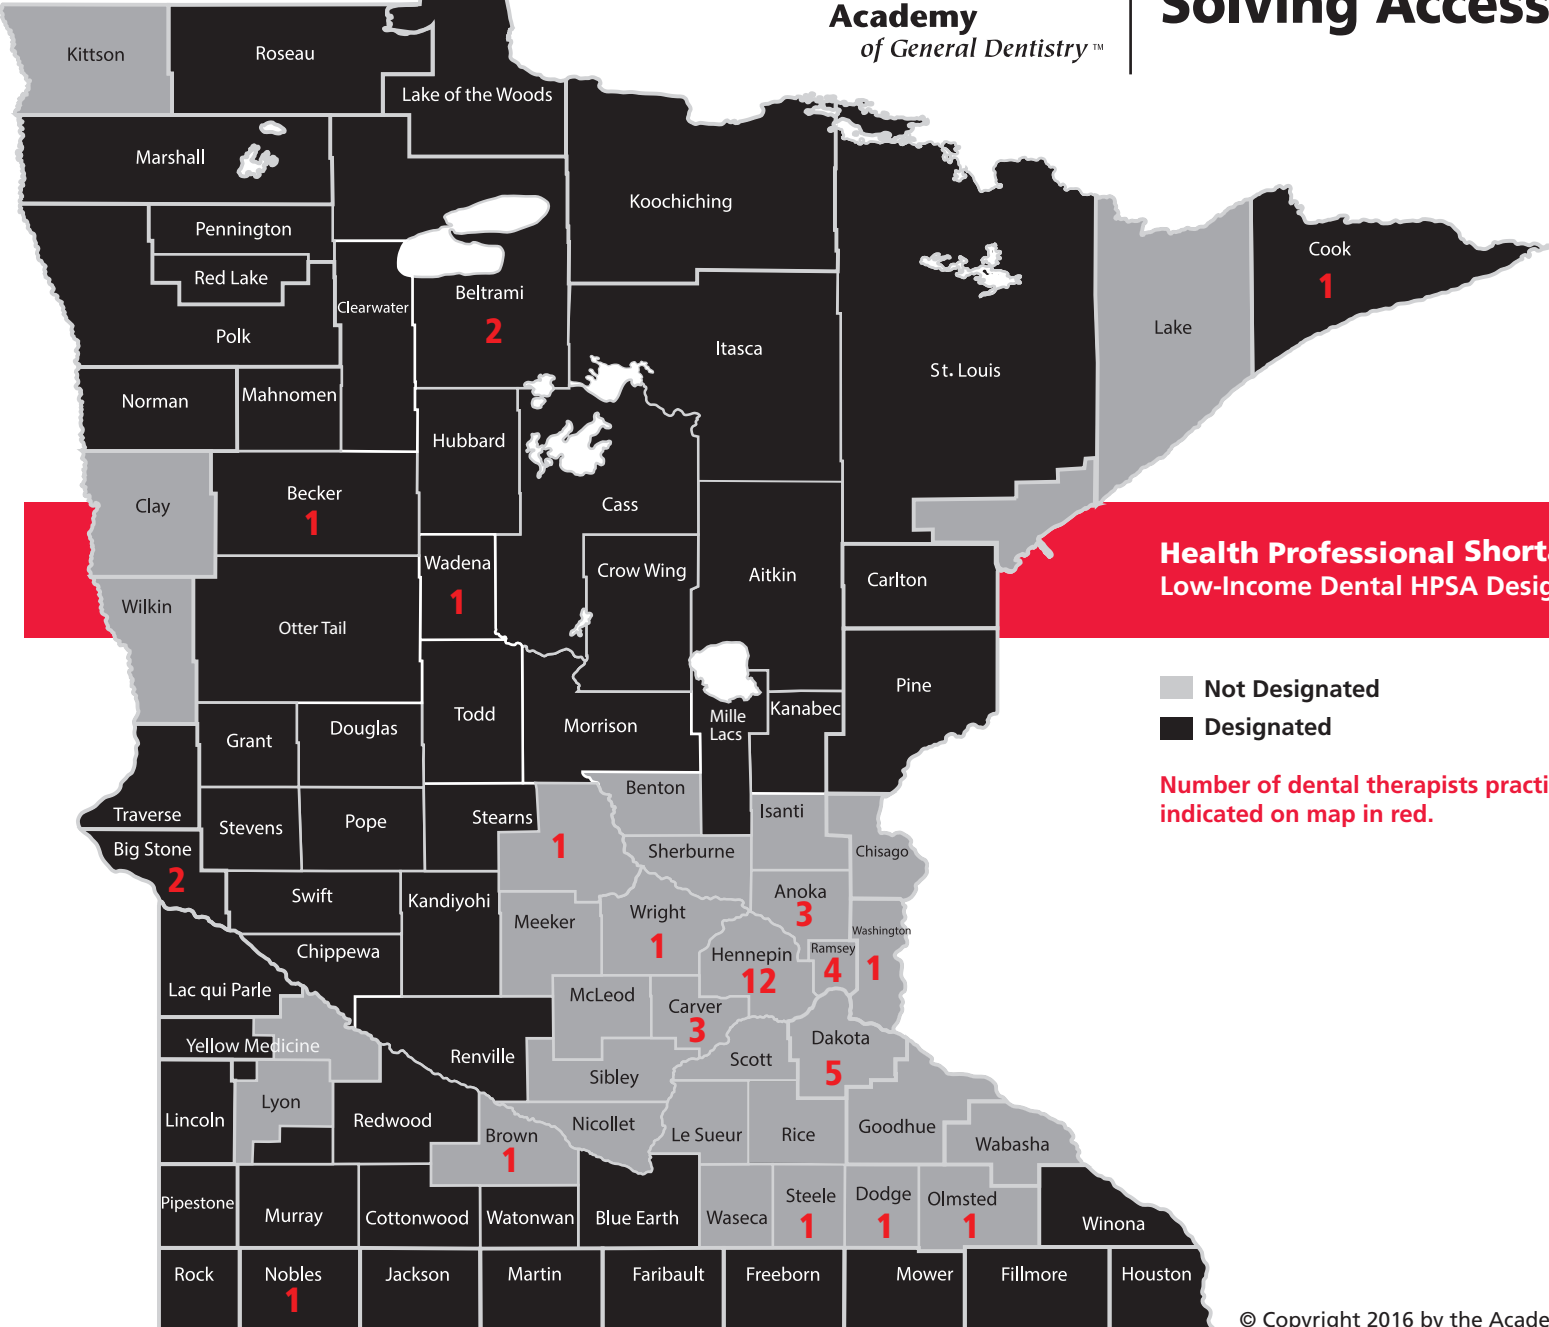 Academy
of General Dentistry™
Solving Access
Kittson
Roseau
Lake of the Woods
Marshall
Koochiching
Pennington
Red Lake
Beltrami
2
Clearwater
Polk
Itasca
St. Louis
Lake
Cook
1
Norman
Mahnomen
Hubbard
Clay
Becker
1
Cass
Wadena
1
Crow Wing
Aitkin
Carlton
Health Professional Short
Low-Income Dental HPSA Desig
Wilkin
Otter Tail
Pine
Not Designated
Designated
Grant
Douglas
Todd
Morrison
Mille
Lacs
Kanabec
Number of dental therapists practi
indicated on map in red.
Traverse
Stevens
Pope
Stearns
1
Benton
Isanti
Big Stone
2
Sherburne
Chisago
Swift
Kandiyohi
Meeker
Wright
1
Anoka
3
Washington
1
Chippewa
Hennepin
12
Ramsey
4
Lac qui Parle
McLeod
Carver
3
Yellow Medicine
Renville
Scott
Dakota
5
Sibley
Lincoln
Lyon
Redwood
Brown
1
Nicollet
Le Sueur
Rice
Goodhue
Wabasha
Pipestone
Murray
Cottonwood
Watonwan
Blue Earth
Waseca
Steele
1
Dodge
1
Olmsted
1
Winona
Rock
Nobles
1
Jackson
Martin
Faribault
Freeborn
Mower
Fillmore
Houston
© Copyright 2016 by the Acade